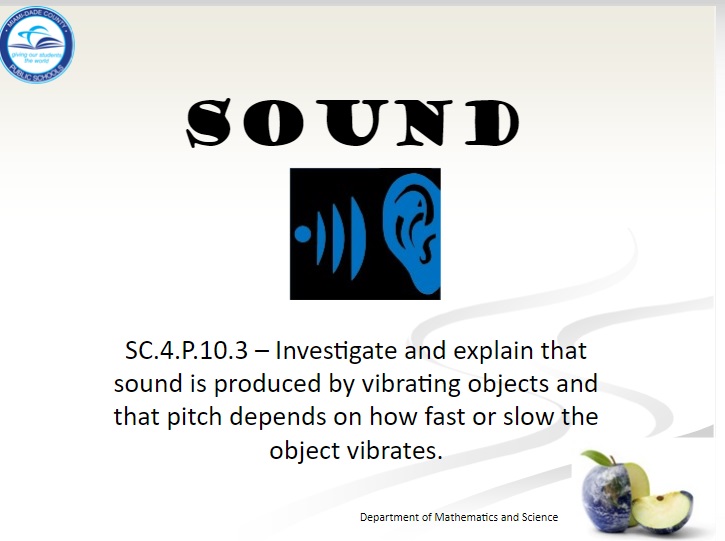 MIAMI-DADE COUNTY
giving our students
the world
PUBLIC SCHOOLS
SOUND
SC.4.P.10.3 – Investigate and explain that
sound is produced by vibrating objects and
that pitch depends on how fast or slow the
object vibrates.
Department of Mathematics and Science